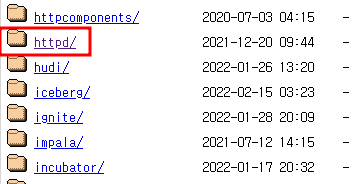 httpcomponents/ 2020-07-03 04:15 -
httpd/ 2021-12-20 09:44 -
hudi/ 2022-01-26 13:20 -
iceberg/ 2022-02-15 03:23 -
ignite/ 2022-01-28 20:09 -
impala/ 2021-07-12 14:15 -
incubator/ 2022-01-17 20:32 -